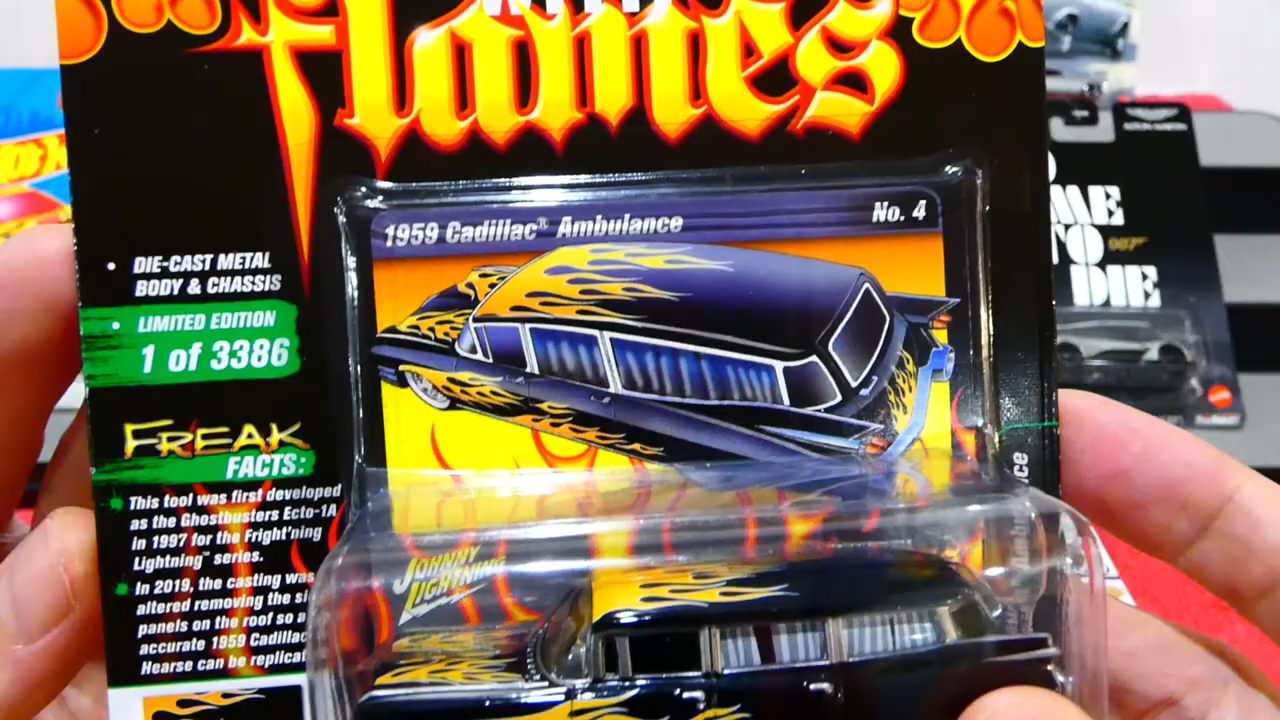 flames
1959 Cadillac® Ambulance
No. 4
• DIE-CAST METAL
BODY & CHASSIS
• LIMITED EDITION
1 of 3386
FREAK
FACTS:
This tool was first developed
as the Ghostbusters Ecto-1A
in 1997 for the Fright'ning
Lightning™ series.
In 2019, the casting was
altered removing the
panels on the roof so
accurate 1959 Cadillac
Hearse can be
JOHNNY
LIGHTNING
TO 007
DIE